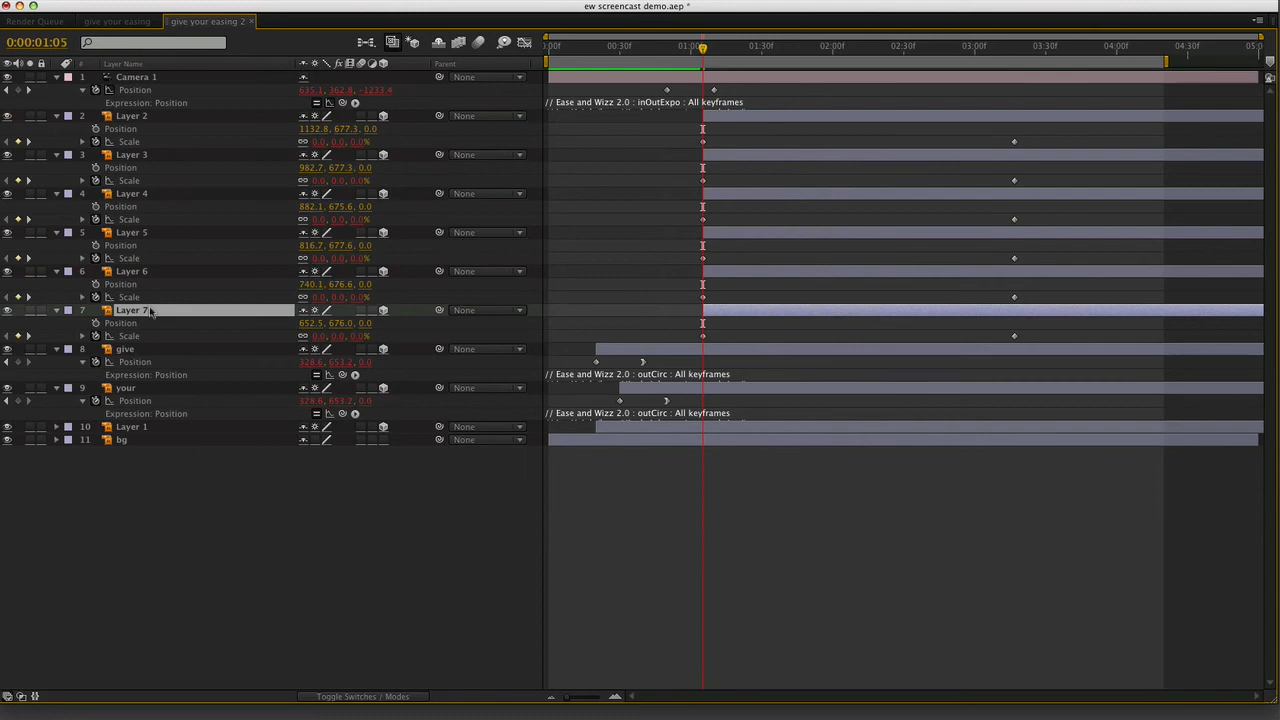 ew screencast demo.aep *
Render Queue give your easing give your easing 2 ×
0:00:01:05
:00f 00:30f 01:00f 01:30f 02:00f 02:30f 03:00f 03:30f 04:00f 04:30f 05:0
# Layer Name Parent
1 Camera 1 None
Position 635.1, 362.8, -1233.4
Expression: Position // Ease and Wizz 2.0 : inOutExpo : All keyframes
2 Layer 2 None
Position 1132.8, 677.3, 0.0
Scale 0.0, 0.0, 0.0%
3 Layer 3 None
Position 982.7, 677.3, 0.0
Scale 0.0, 0.0, 0.0%
4 Layer 4 None
Position 882.1, 675.6, 0.0
Scale 0.0, 0.0, 0.0%
5 Layer 5 None
Position 816.7, 677.6, 0.0
Scale 0.0, 0.0, 0.0%
6 Layer 6 None
Position 740.1, 676.6, 0.0
Scale 0.0, 0.0, 0.0%
7 Layer 7 None
Position 652.5, 676.0, 0.0
Scale 0.0, 0.0, 0.0%
8 give None
Position 328.6, 653.2, 0.0
Expression: Position // Ease and Wizz 2.0 : outCirc : All keyframes
9 your None
Position 328.6, 653.2, 0.0
Expression: Position // Ease and Wizz 2.0 : outCirc : All keyframes
10 Layer 1 None
11 bg None
Toggle Switches / Modes